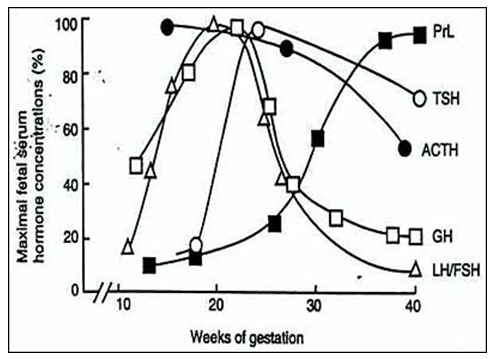 Maximal fetal serum
hormone concentrations (%)
100
80
60
40
20
0
10
20
30
40
Weeks of gestation
PrL
TSH
ACTH
GH
LH/FSH